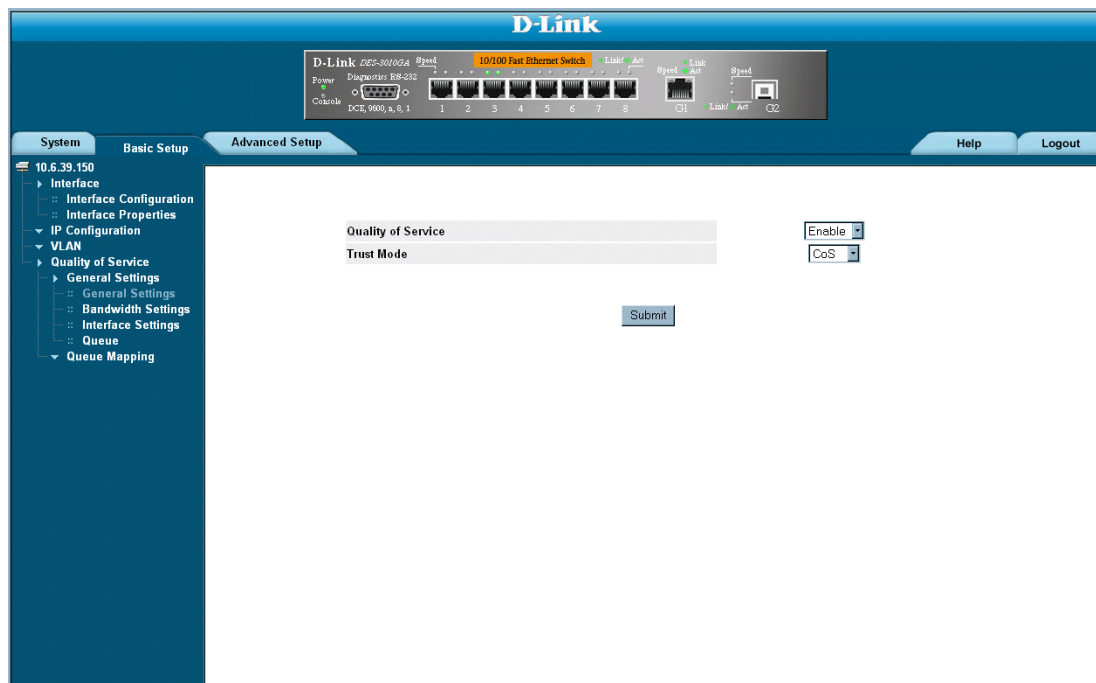 D-Link
D-Link DES-3010GA Speed 10/100 Fast Ethernet Switch Link/ Act
Speed Link Act Speed
Power Diagnostics RS-232
Console DCE, 9600, n, 8, 1
1 2 3 4 5 6 7 8 G1 Link/ Act G2
System Basic Setup Advanced Setup Help Logout
10.6.39.150
Interface
Interface Configuration
Interface Properties
IP Configuration
VLAN
Quality of Service
General Settings
General Settings
Bandwidth Settings
Interface Settings
Queue
Queue Mapping
Quality of Service Enable
Trust Mode CoS
Submit